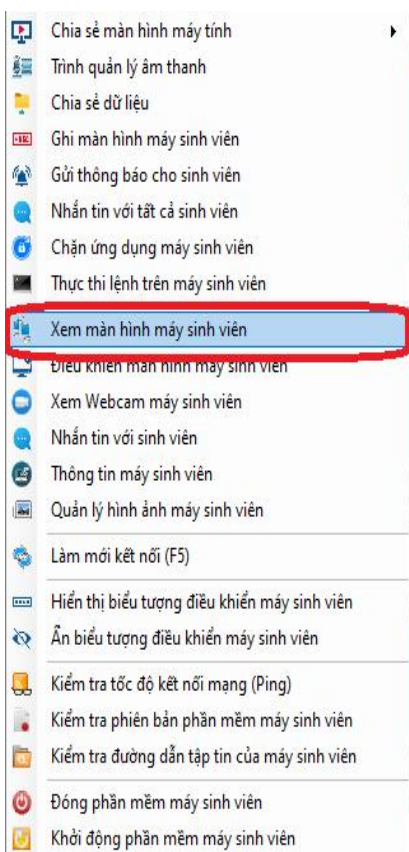 Chia sẻ màn hình máy tính
Trình quản lý âm thanh
Chia sẻ dữ liệu
Ghi màn hình máy sinh viên
Gửi thông báo cho sinh viên
Nhắn tin với tất cả sinh viên
Chặn ứng dụng máy sinh viên
Thực thi lệnh trên máy sinh viên
Xem màn hình máy sinh viên
Điều khiển màn hình máy sinh viên
Xem Webcam máy sinh viên
Nhắn tin với sinh viên
Thông tin máy sinh viên
Quản lý hình ảnh máy sinh viên
Làm mới kết nối (F5)
Hiển thị biểu tượng điều khiển máy sinh viên
Ẩn biểu tượng điều khiển máy sinh viên
Kiểm tra tốc độ kết nối mạng (Ping)
Kiểm tra phiên bản phần mềm máy sinh viên
Kiểm tra đường dẫn tập tin của máy sinh viên
Đóng phần mềm máy sinh viên
Khởi động phần mềm máy sinh viên